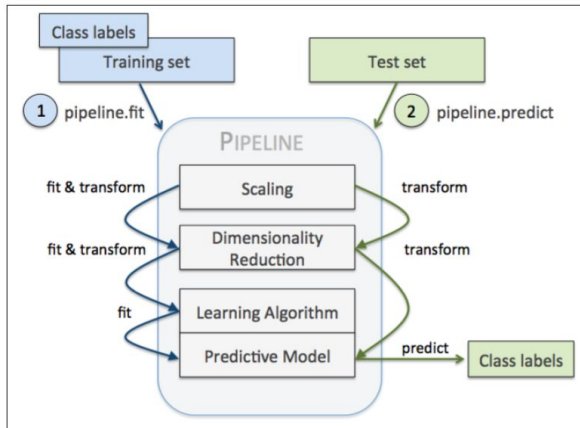 Class labels
Training set
Test set
1 pipeline.fit
2 pipeline.predict
PIPELINE
fit & transform
Scaling
transform
fit & transform
Dimensionality
Reduction
transform
fit
Learning Algorithm
Predictive Model
predict
Class labels